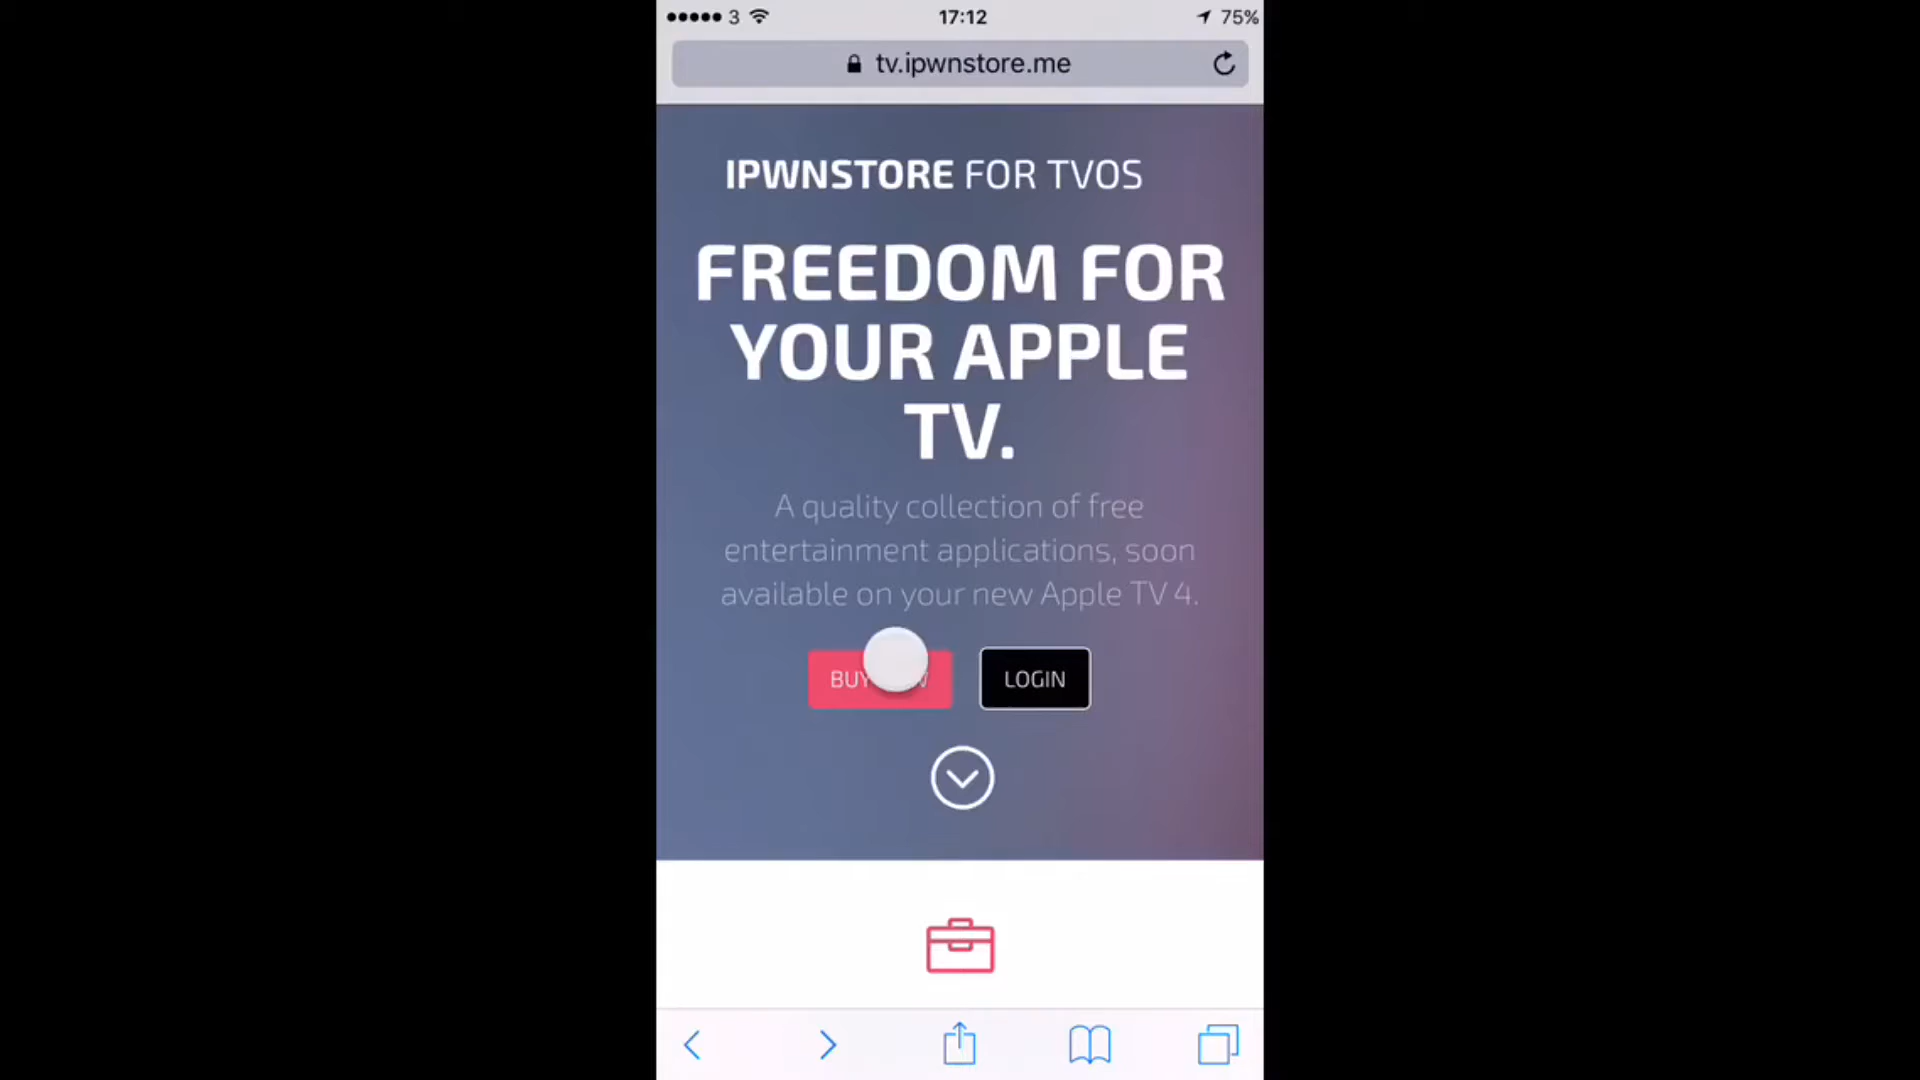 3 17:12 75%
tv.ipwnstore.me
IPWNSTORE FOR TVOS
FREEDOM FOR
YOUR APPLE
TV.
A quality collection of free
entertainment applications, soon
available on your new Apple TV 4.
BUY LOGIN